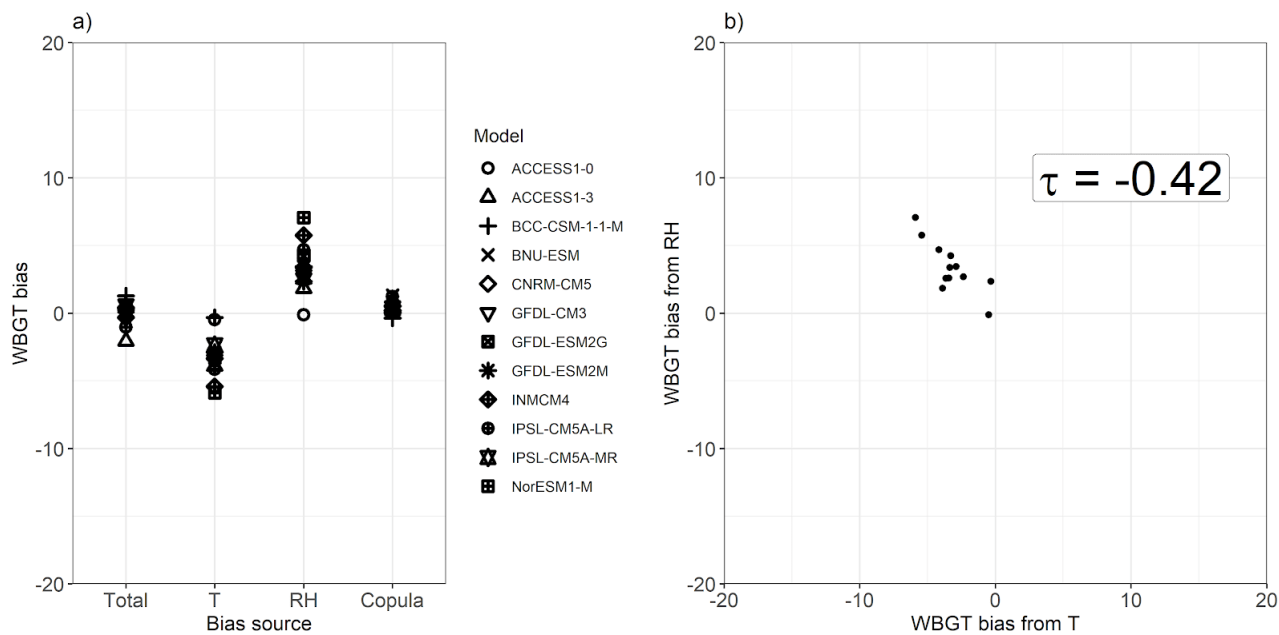 a)
20
10
0
-10
-20
WBGT bias
Total
T
RH
Copula
Bias source
Model
ACCESS1-0
ACCESS1-3
BCC-CSM-1-1-M
BNU-ESM
CNRM-CM5
GFDL-CM3
GFDL-ESM2G
GFDL-ESM2M
INMCM4
IPSL-CM5A-LR
IPSL-CM5A-MR
NorESM1-M
b)
20
10
0
-10
-20
WBGT bias from RH
τ = -0.42
-20
-10
0
10
20
WBGT bias from T